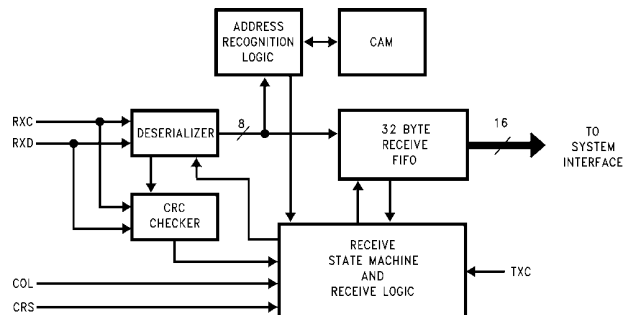 ADDRESS
RECOGNITION
LOGIC
CAM
RXC
RXD
DESERIALIZER
8
32 BYTE
RECEIVE
FIFO
16
TO
SYSTEM
INTERFACE
CRC
CHECKER
RECEIVE
STATE MACHINE
AND
RECEIVE LOGIC
TXC
COL
CRS